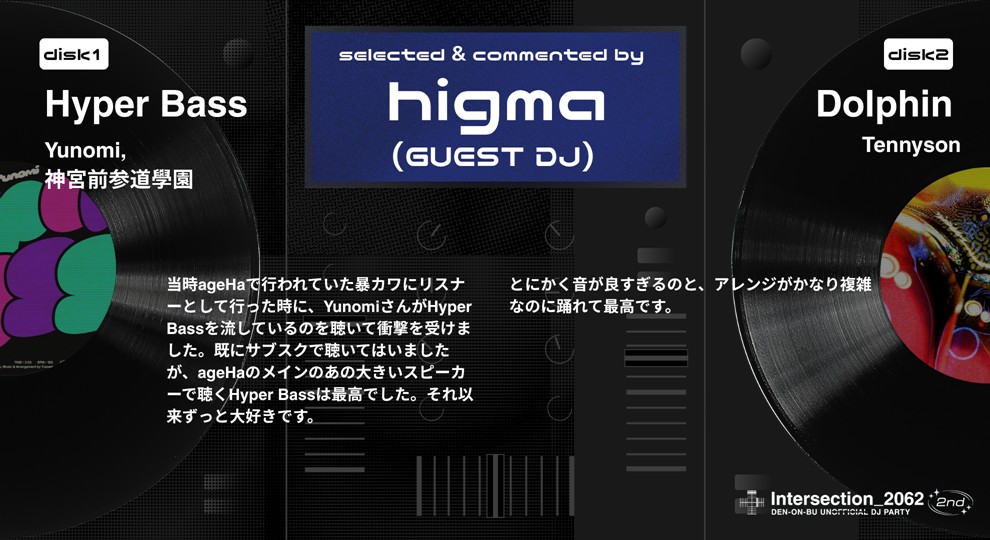 disk1
Hyper Bass
Yunomi,
神宮前参道學園
selected & commented by
higma
(GUEST DJ)
disk2
Dolphin
Tennyson
Yunomi
当時ageHaで行われていた暴カワにリスナ
ーとして行った時に、YunomiさんがHyper
Bassを流しているのを聴いて衝撃を受けま
した。既にサブスクで聴いてはいました
が、ageHaのメインのあの大きいスピーカ
ーで聴くHyper Bassは最高でした。それ以
来ずっと大好きです。
とにかく音が良すぎるのと、アレンジがかなり複雑
なのに踊れて最高です。
Intersection_2062
2nd
DEN-ON-BU UNOFFICIAL DJ PARTY